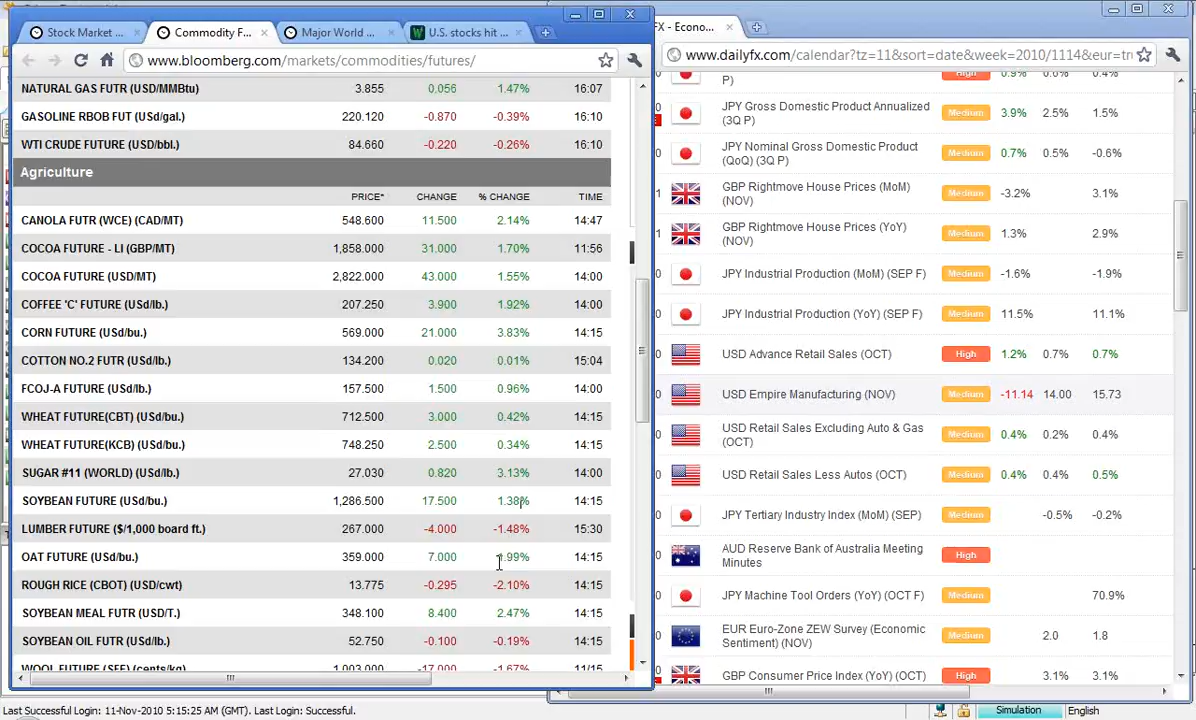 Stock Market ...
Commodity F...
Major World ...
U.S. stocks hit ...
www.bloomberg.com/markets/commodities/futures/
NATURAL GAS FUTR (USD/MMBtu) 3.855 0.056 1.47% 16:07
GASOLINE RBOB FUT (USd/gal.) 220.120 -0.870 -0.39% 16:10
WTI CRUDE FUTURE (USD/bbl.) 84.660 -0.220 -0.26% 16:10
Agriculture
PRICE* CHANGE % CHANGE TIME
CANOLA FUTR (WCE) (CAD/MT) 548.600 11.500 2.14% 14:47
COCOA FUTURE - LI (GBP/MT) 1,858.000 31.000 1.70% 11:56
COCOA FUTURE (USD/MT) 2,822.000 43.000 1.55% 14:00
COFFEE 'C' FUTURE (USd/lb.) 207.250 3.900 1.92% 14:00
CORN FUTURE (USd/bu.) 569.000 21.000 3.83% 14:15
COTTON NO.2 FUTR (USd/lb.) 134.200 0.020 0.01% 15:04
FCOJ-A FUTURE (USd/lb.) 157.500 1.500 0.96% 14:00
WHEAT FUTURE(CBT) (USd/bu.) 712.500 3.000 0.42% 14:15
WHEAT FUTURE(KCB) (USd/bu.) 748.250 2.500 0.34% 14:15
SUGAR #11 (WORLD) (USd/lb.) 27.030 0.820 3.13% 14:00
SOYBEAN FUTURE (USd/bu.) 1,286.500 17.500 1.38% 14:15
LUMBER FUTURE ($/1,000 board ft.) 267.000 -4.000 -1.48% 15:30
OAT FUTURE (USd/bu.) 359.000 7.000 .99% 14:15
ROUGH RICE (CBOT) (USD/cwt) 13.775 -0.295 -2.10% 14:15
SOYBEAN MEAL FUTR (USD/T.) 348.100 8.400 2.47% 14:15
SOYBEAN OIL FUTR (USd/lb.) 52.750 -0.100 -0.19% 14:15
WOOL FUTURE (SFE) (cents/kg) 1,003.000 -17.000 -1.67% 11/15
FX - Econo...
www.dailyfx.com/calendar?tz=11&sort=date&week=2010/1114&eur=tr
P) High 0.9% 0.6% 0.4%
JPY Gross Domestic Product Annualized
(3Q P) Medium 3.9% 2.5% 1.5%
JPY Nominal Gross Domestic Product
(QoQ) (3Q P) Medium 0.7% 0.5% -0.6%
GBP Rightmove House Prices (MoM)
(NOV) Medium -3.2% 3.1%
GBP Rightmove House Prices (YoY)
(NOV) Medium 1.3% 2.9%
JPY Industrial Production (MoM) (SEP F) Medium -1.6% -1.9%
JPY Industrial Production (YoY) (SEP F) Medium 11.5% 11.1%
USD Advance Retail Sales (OCT) High 1.2% 0.7% 0.7%
USD Empire Manufacturing (NOV) Medium -11.14 14.00 15.73
USD Retail Sales Excluding Auto & Gas
(OCT) Medium 0.4% 0.2% 0.4%
USD Retail Sales Less Autos (OCT) Medium 0.4% 0.4% 0.5%
JPY Tertiary Industry Index (MoM) (SEP) Medium -0.5% -0.2%
AUD Reserve Bank of Australia Meeting
Minutes High
JPY Machine Tool Orders (YoY) (OCT F) Medium 70.9%
EUR Euro-Zone ZEW Survey (Economic
Sentiment) (NOV) Medium 2.0 1.8
GBP Consumer Price Index (YoY) (OCT) High 3.1% 3.1%
Last Successful Login: 11-Nov-2010 5:15:25 AM (GMT). Last Login: Successful.
Simulation
English